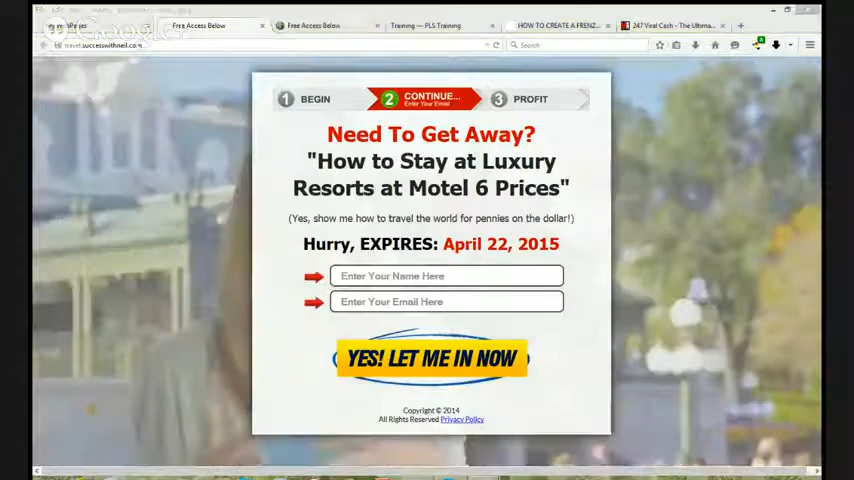 Google+
Free Access Below
Free Access Below
Training — PLS Training
HOW TO CREATE A FRENZ...
247 Viral Cash - The Ultima...
travel.successwithneil.com
Search
1 BEGIN
2 CONTINUE...
Enter Your Email
3 PROFIT
Need To Get Away?
"How to Stay at Luxury
Resorts at Motel 6 Prices"
(Yes, show me how to travel the world for pennies on the dollar!)
Hurry, EXPIRES: April 22, 2015
Enter Your Name Here
Enter Your Email Here
YES! LET ME IN NOW
Copyright © 2014
All Rights Reserved Privacy Policy